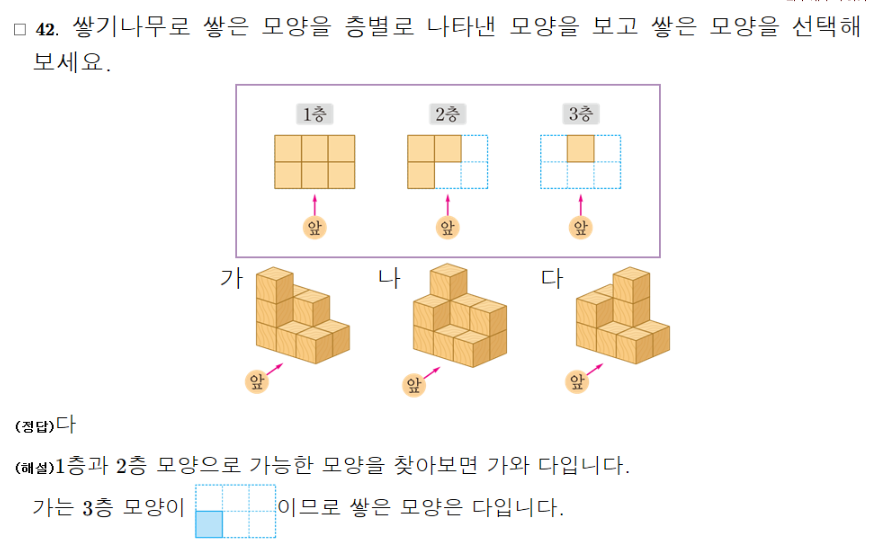 □ 42. 쌓기나무로 쌓은 모양을 층별로 나타낸 모양을 보고 쌓은 모양을 선택해
보세요.
1층 2층 3층
앞 앞 앞
가 나 다
앞 앞 앞
(정답)다
(해설)1층과 2층 모양으로 가능한 모양을 찾아보면 가와 다입니다.
가는 3층 모양이 이므로 쌓은 모양은 다입니다.